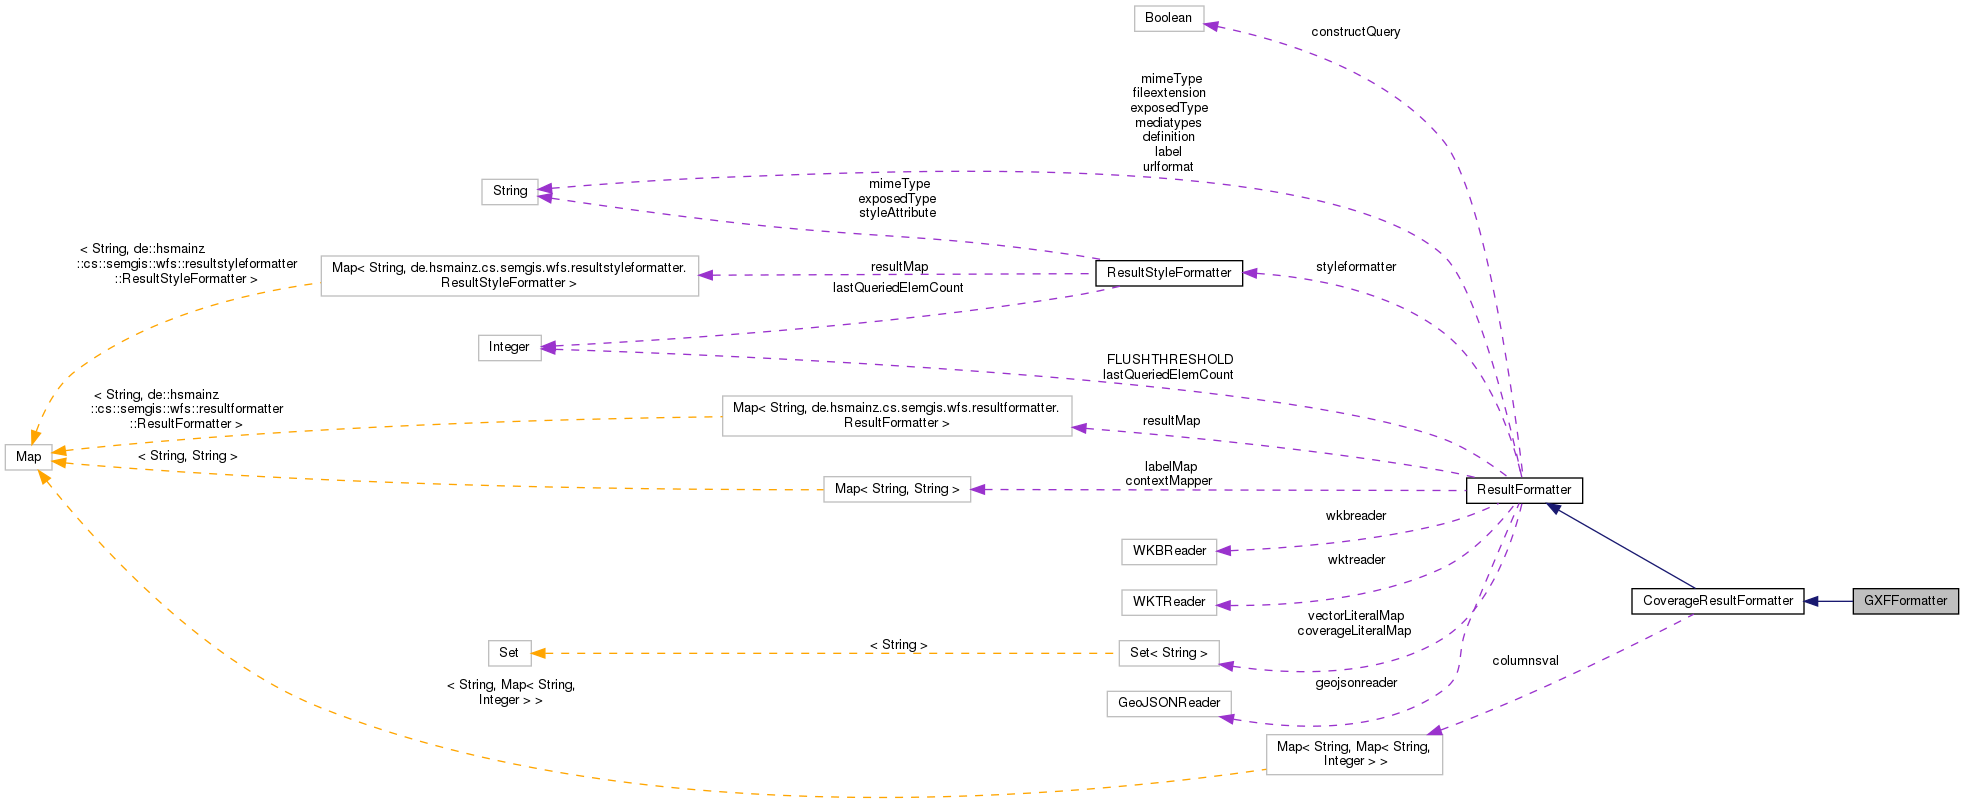 Boolean
constructQuery
mimeType
fileextension
exposedType
mediatypes
definition
label
urlformat
String
mimeType
exposedType
styleAttribute
< String, de::hsmainz
::cs::semgis::wfs::resultstyleformatter
::ResultStyleFormatter >
Map< String, de.hsmainz.cs.semgis.wfs.resultstyleformatter.
ResultStyleFormatter >
resultMap
ResultStyleFormatter
styleformatter
lastQueriedElemCount
Integer
FLUSHTHRESHOLD
lastQueriedElemCount
< String, de::hsmainz
::cs::semgis::wfs::resultformatter
::ResultFormatter >
Map< String, de.hsmainz.cs.semgis.wfs.resultformatter.
ResultFormatter >
resultMap
Map
< String, String >
Map< String, String >
labelMap
contextMapper
ResultFormatter
wkbreader
WKBReader
wktreader
WKTReader
CoverageResultFormatter
GXFFormatter
vectorLiteralMap
coverageLiteralMap
Set
< String >
Set< String >
columnsval
< String, Map< String,
Integer > >
geojsonreader
GeoJSONReader
Map< String, Map< String,
Integer > >